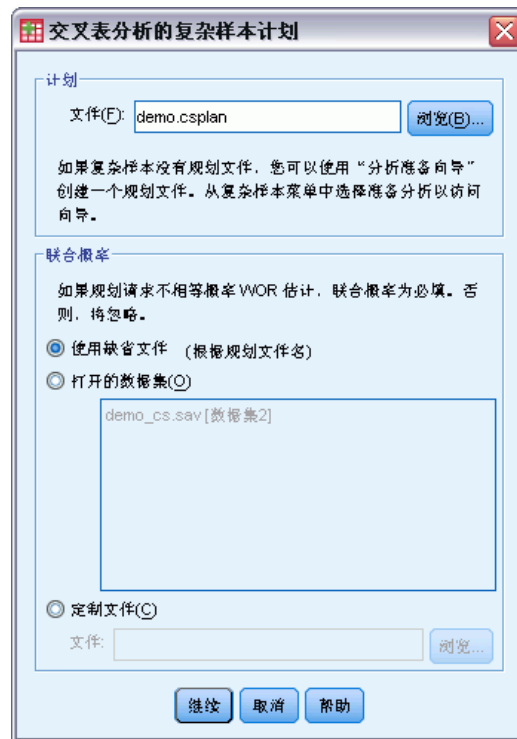 交叉表分析的复杂样本计划
计划
文件(F): demo.csplan 浏览(B)...
如果复杂样本没有规划文件，您可以使用“分析准备向导”
创建一个规划文件。从复杂样本菜单中选择准备分析以访问
向导。
联合概率
如果规划请求不相等概率 WOR 估计，联合概率为必填。否
则，将忽略。
使用缺省文件 (根据规划文件名)
打开的数据集(O)
demo_cs.sav [数据集2]
定制文件(C)
文件: 浏览...
继续 取消 帮助